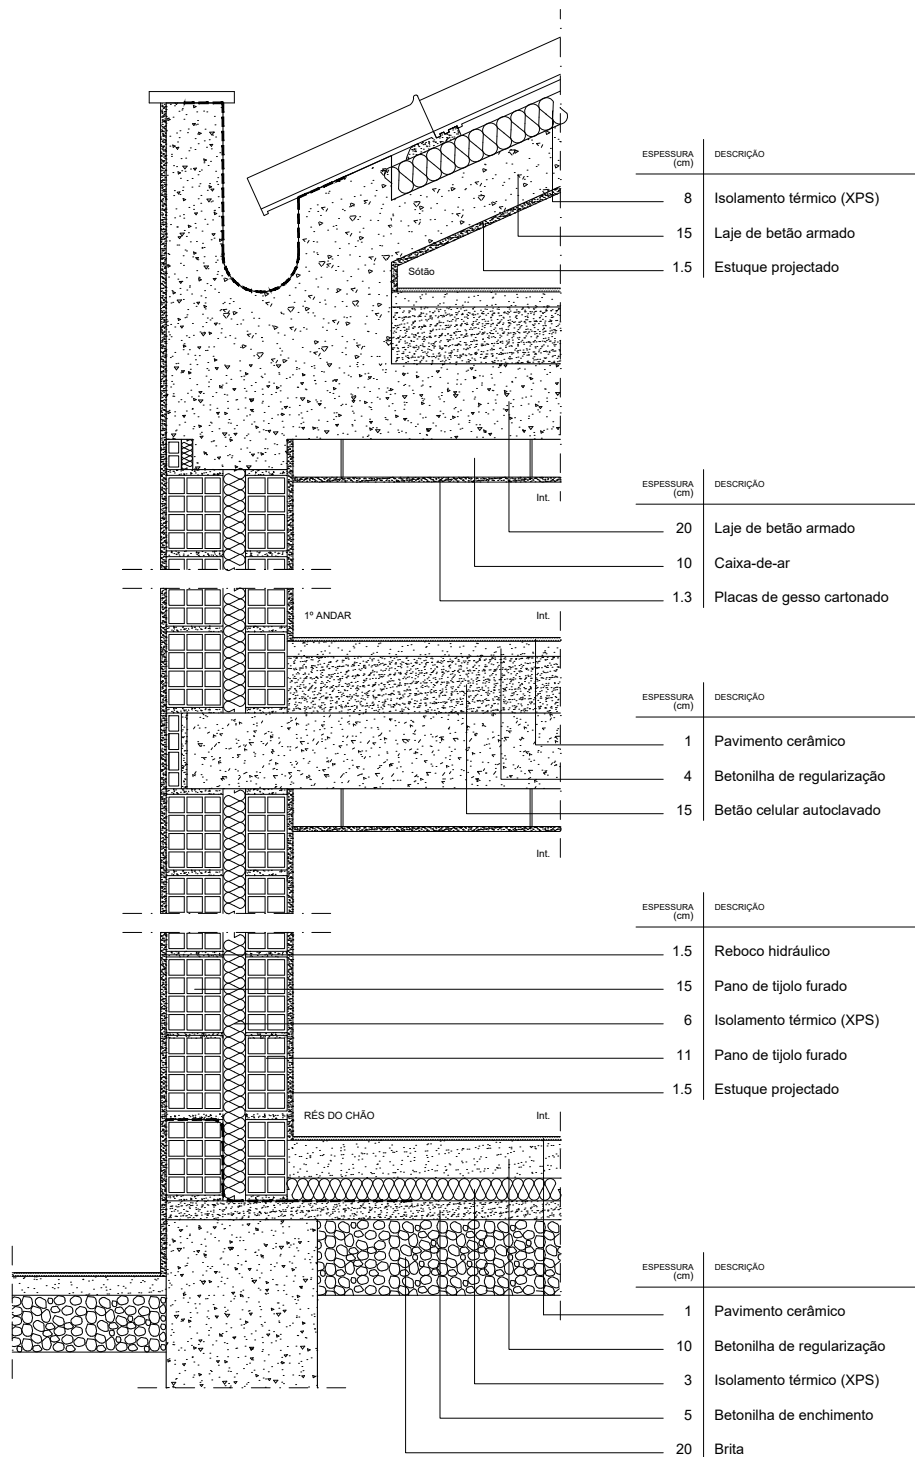 ESPESSURA (cm) DESCRIÇÃO
8 Isolamento térmico (XPS)
15 Laje de betão armado
1.5 Estuque projectado
Sótão
Int.
ESPESSURA (cm) DESCRIÇÃO
20 Laje de betão armado
10 Caixa-de-ar
1.3 Placas de gesso cartonado
1º ANDAR Int.
ESPESSURA (cm) DESCRIÇÃO
1 Pavimento cerâmico
4 Betonilha de regularização
15 Betão celular autoclavado
Int.
ESPESSURA (cm) DESCRIÇÃO
1.5 Reboco hidráulico
15 Pano de tijolo furado
6 Isolamento térmico (XPS)
11 Pano de tijolo furado
1.5 Estuque projectado
RÉS DO CHÃO Int.
ESPESSURA (cm) DESCRIÇÃO
1 Pavimento cerâmico
10 Betonilha de regularização
3 Isolamento térmico (XPS)
5 Betonilha de enchimento
20 Brita